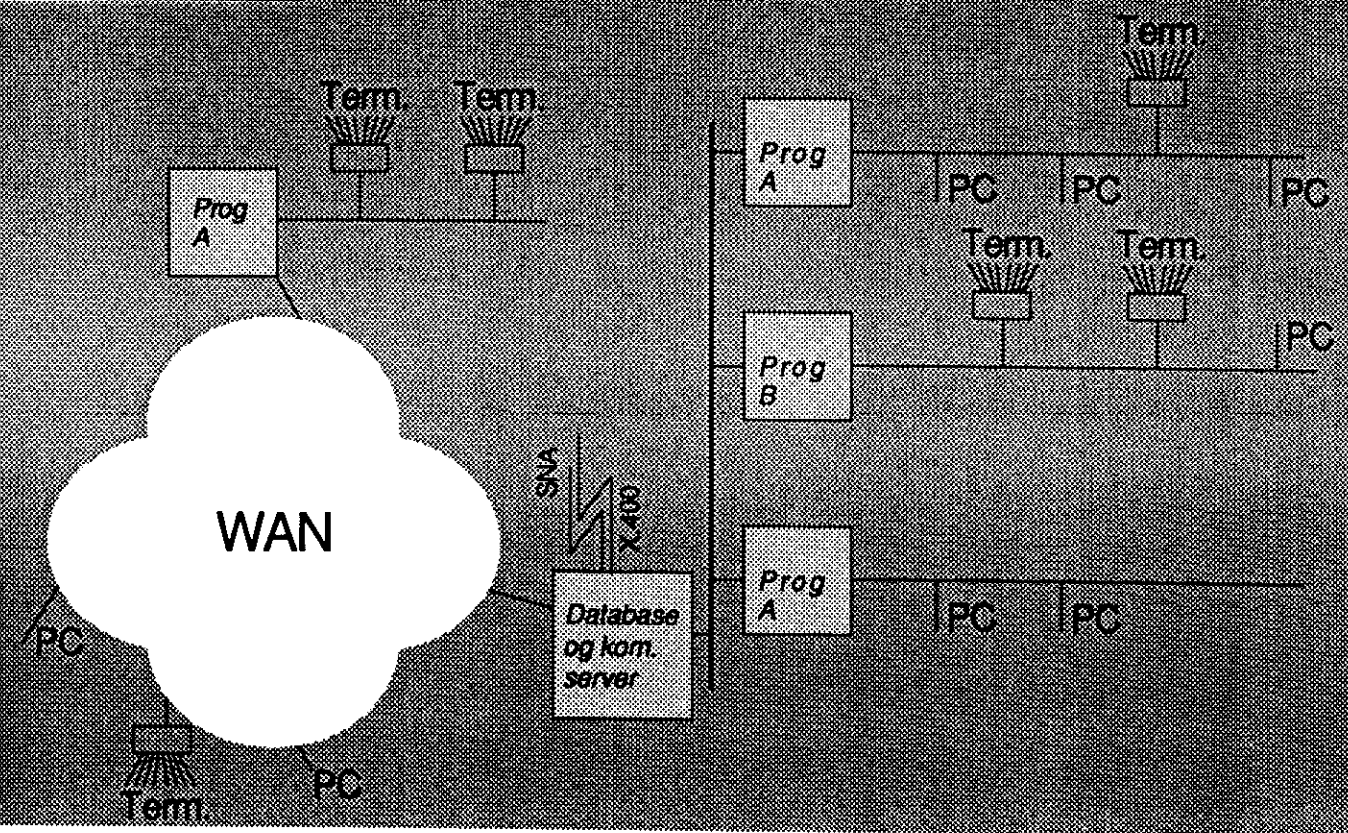 Term.
Term. Term.
Prog
A
PC PC PC
Prog
A
Term. Term.
PC
Prog
B
SNA
X.400
WAN
Prog
A
PC PC
Database
og kom.
server
PC
PC
Term.